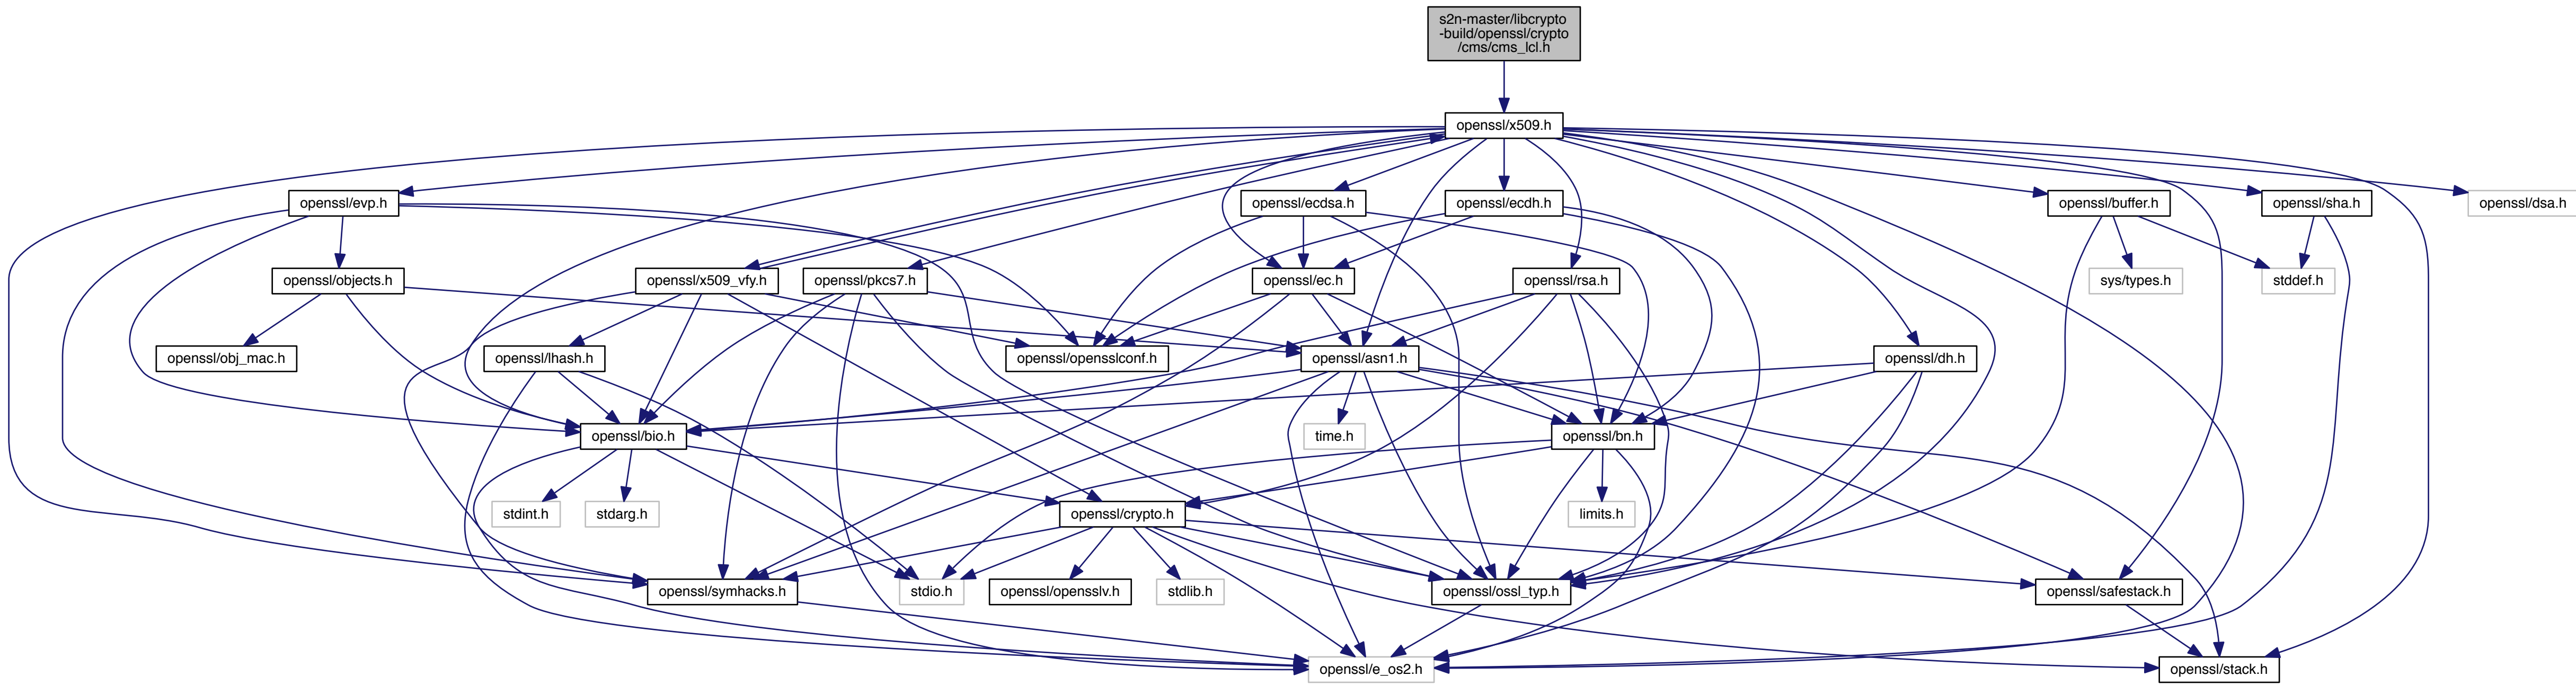 s2n-master/libcrypto
-build/openssl/crypto
/cms/cms_lcl.h
openssl/x509.h
openssl/evp.h
openssl/ecdsa.h
openssl/ecdh.h
openssl/buffer.h
openssl/sha.h
openssl/dsa.h
openssl/objects.h
openssl/x509_vfy.h
openssl/pkcs7.h
openssl/ec.h
openssl/rsa.h
sys/types.h
stddef.h
openssl/obj_mac.h
openssl/lhash.h
openssl/opensslconf.h
openssl/asn1.h
openssl/dh.h
openssl/bio.h
time.h
openssl/bn.h
stdint.h
stdarg.h
openssl/crypto.h
limits.h
openssl/symhacks.h
stdio.h
openssl/opensslv.h
stdlib.h
openssl/ossl_typ.h
openssl/safestack.h
openssl/e_os2.h
openssl/stack.h